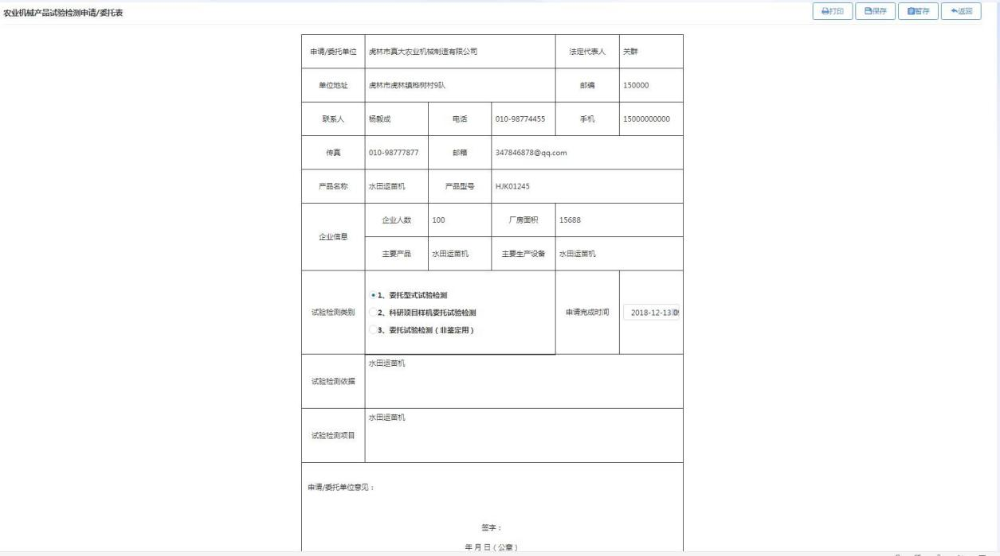 农业机械产品试验检测申请/委托表
打印 保存 暂存 返回
申请/委托单位 虎林市真大农业机械制造有限公司 法定代表人 关群
单位地址 虎林市虎林镇桦树村9队 邮编 150000
联系人 杨毅成 电话 010-98774455 手机 15000000000
传真 010-98777877 邮箱 347846878@qq.com
产品名称 水田运苗机 产品型号 HJK01245
企业信息 企业人数 100 厂房面积 15688
主要产品 水田运苗机 主要生产设备 水田运苗机
试验检测类别 1、委托型式试验检测
2、科研项目样机委托试验检测
3、委托试验检测（非鉴定用）
申请完成时间 2018-12-13
试验检测依据 水田运苗机
试验检测项目 水田运苗机
申请/委托单位意见：
签字：
年 月 日（公章）